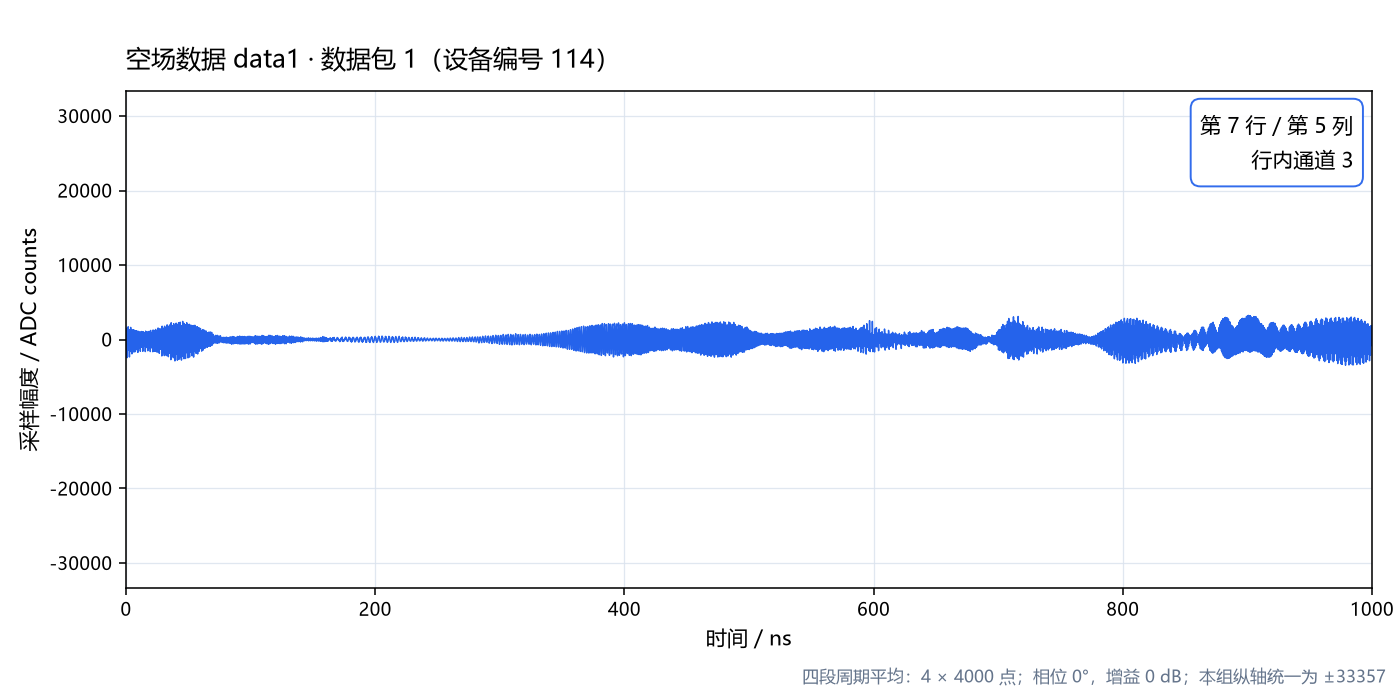 空场数据 data1 · 数据包 1（设备编号 114）
第 7 行 / 第 5 列
行内通道 3
采样幅度 / ADC counts
30000
20000
10000
0
-10000
-20000
-30000
0 200 400 600 800 1000
时间 / ns
四段周期平均：4 × 4000 点；相位 0°，增益 0 dB；本组纵轴统一为 ±33357